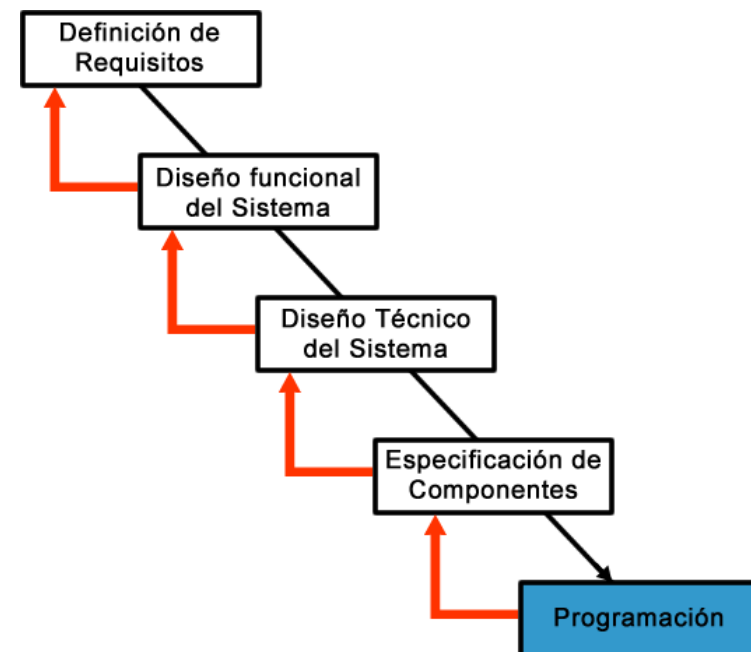 Definición de
Requisitos
Diseño funcional
del Sistema
Diseño Técnico
del Sistema
Especificación de
Componentes
Programación